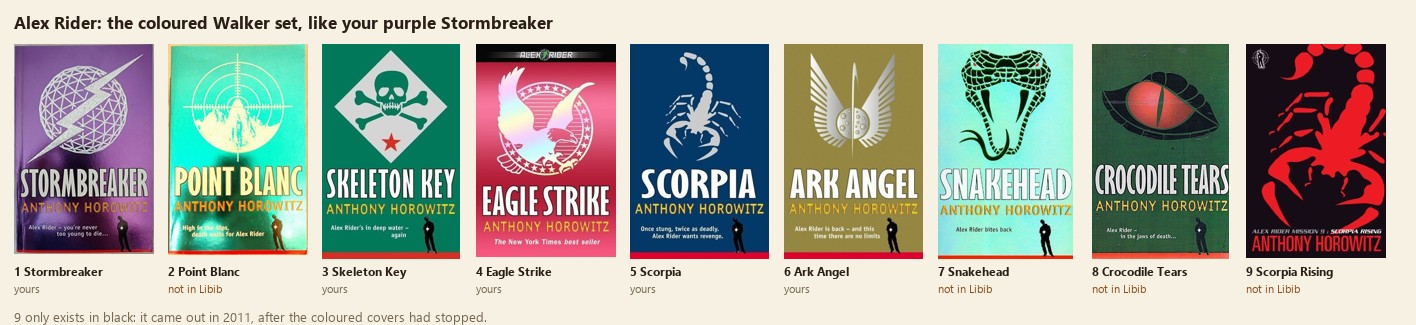 Alex Rider: the coloured Walker set, like your purple Stormbreaker
STORMBREAKER
ANTHONY HOROWITZ
Alex Rider – you're never
too young to die...
POINT BLANC
ANTHONY HOROWITZ
High in the Alps,
death waits for Alex Rider
SKELETON KEY
ANTHONY HOROWITZ
Alex Rider's in deep water –
again
ALEX RIDER
EAGLE STRIKE
ANTHONY HOROWITZ
The New York Times best seller
SCORPIA
ANTHONY HOROWITZ
Once stung, twice as deadly.
Alex Rider wants revenge.
ARK ANGEL
ANTHONY HOROWITZ
Alex Rider is back – and this
time there are no limits
SNAKEHEAD
ANTHONY HOROWITZ
Alex Rider bites back
CROCODILE TEARS
ANTHONY HOROWITZ
Alex Rider –
in the jaws of death...
ALEX RIDER MISSION 9 : SCORPIA RISING
ANTHONY HOROWITZ
1 Stormbreaker
yours
2 Point Blanc
not in Libib
3 Skeleton Key
yours
4 Eagle Strike
yours
5 Scorpia
yours
6 Ark Angel
yours
7 Snakehead
not in Libib
8 Crocodile Tears
not in Libib
9 Scorpia Rising
not in Libib
9 only exists in black: it came out in 2011, after the coloured covers had stopped.